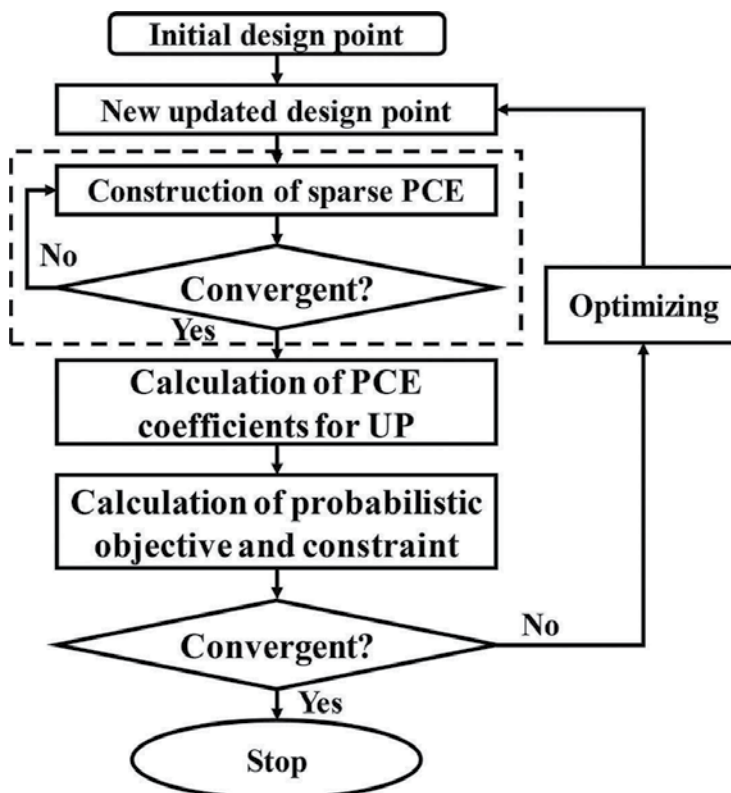 Initial design point
New updated design point
Construction of sparse PCE
No
Convergent?
Yes
Optimizing
Calculation of PCE
coefficients for UP
Calculation of probabilistic
objective and constraint
Convergent?
No
Yes
Stop